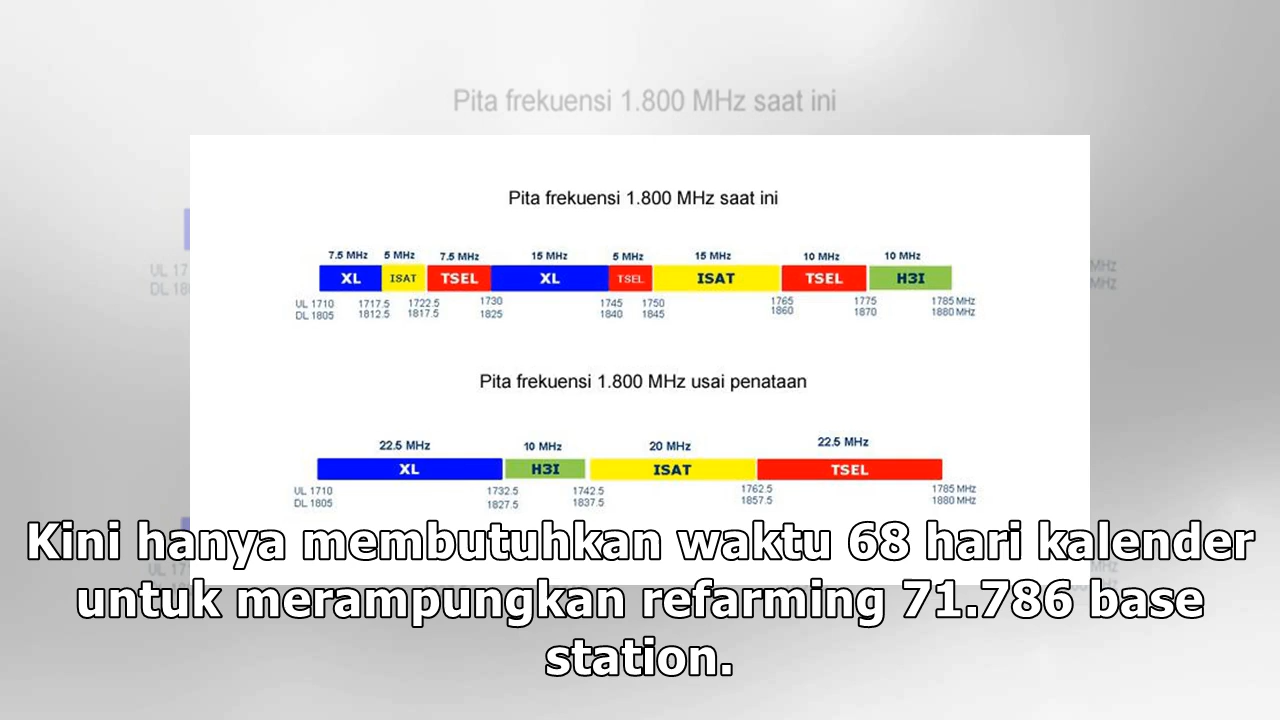 Pita frekuensi 1.800 MHz saat ini
Pita frekuensi 1.800 MHz saat ini
7.5 MHz 5 MHz 7.5 MHz 15 MHz 5 MHz 15 MHz 10 MHz 10 MHz
XL ISAT TSEL XL TSEL ISAT TSEL H3I
UL 1710 1717.5 1722.5 1730 1745 1750 1765 1775 1785 MHz
DL 1805 1812.5 1817.5 1825 1840 1845 1860 1870 1880 MHz
Pita frekuensi 1.800 MHz usai penataan
22.5 MHz 10 MHz 20 MHz 22.5 MHz
XL H3I ISAT TSEL
UL 1710 1732.5 1742.5 1762.5 1785 MHz
DL 1805 1827.5 1837.5 1857.5 1880 MHz
Kini hanya membutuhkan waktu 68 hari kalender
untuk merampungkan refarming 71.786 base
station.